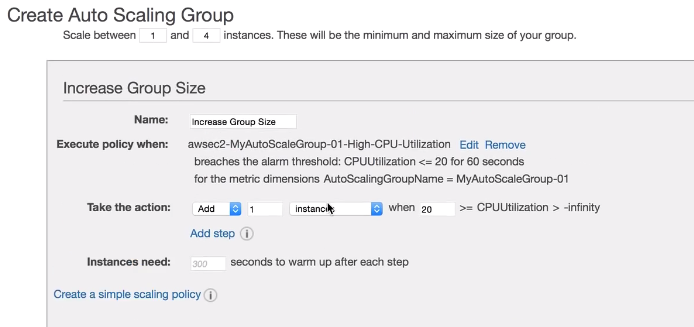 Create Auto Scaling Group
Scale between 1 and 4 instances. These will be the minimum and maximum size of your group.
Increase Group Size
Name: Increase Group Size
Execute policy when: awsec2-MyAutoScaleGroup-01-High-CPU-Utilization Edit Remove
breaches the alarm threshold: CPUUtilization <= 20 for 60 seconds
for the metric dimensions AutoScalingGroupName = MyAutoScaleGroup-01
Take the action: Add 1 instances when 20 >= CPUUtilization > -infinity
Add step i
Instances need: 300 seconds to warm up after each step
Create a simple scaling policy i